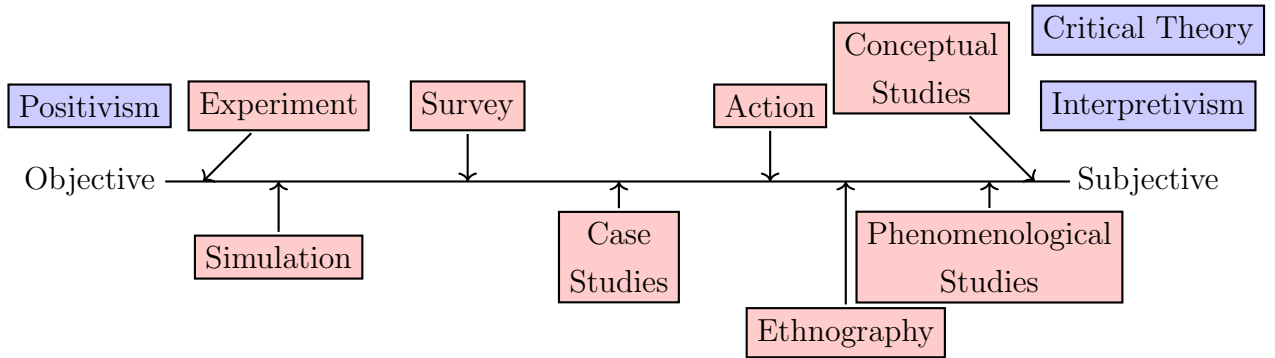 Critical Theory
Conceptual
Studies
Positivism
Experiment
Survey
Action
Interpretivism
Objective
Subjective
Simulation
Case
Studies
Phenomenological
Studies
Ethnography